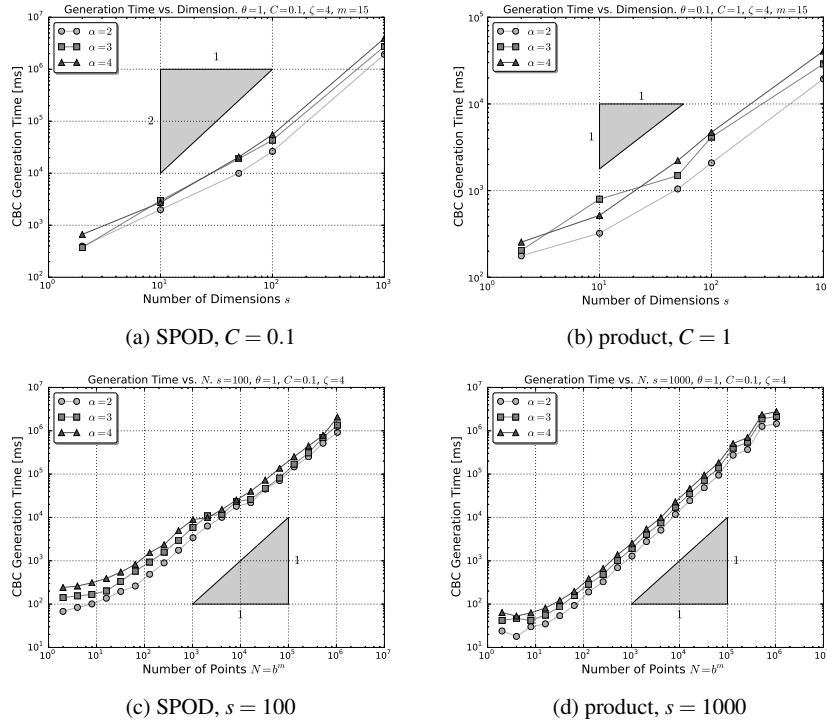 Generation Time vs. Dimension. θ=1, C=0.1, ζ=4, m=15
CBC Generation Time [ms]
10^7
10^6
10^5
10^4
10^3
10^2
α=2
α=3
α=4
1
2
10^0
10^1
10^2
10^3
Number of Dimensions s
(a) SPOD, C = 0.1
Generation Time vs. Dimension. θ=0.1, C=1, ζ=4, m=15
CBC Generation Time [ms]
10^5
10^4
10^3
10^2
α=2
α=3
α=4
1
1
10^0
10^1
10^2
10^3
Number of Dimensions s
(b) product, C = 1
Generation Time vs. N. s=100, θ=1, C=0.1, ζ=4
CBC Generation Time [ms]
10^7
10^6
10^5
10^4
10^3
10^2
10^1
α=2
α=3
α=4
1
1
10^0
10^1
10^2
10^3
10^4
10^5
10^6
10^7
Number of Points N=b^m
(c) SPOD, s = 100
Generation Time vs. N. s=1000, θ=1, C=0.1, ζ=4
CBC Generation Time [ms]
10^7
10^6
10^5
10^4
10^3
10^2
10^1
α=2
α=3
α=4
1
1
10^0
10^1
10^2
10^3
10^4
10^5
10^6
10^7
Number of Points N=b^m
(d) product, s = 1000